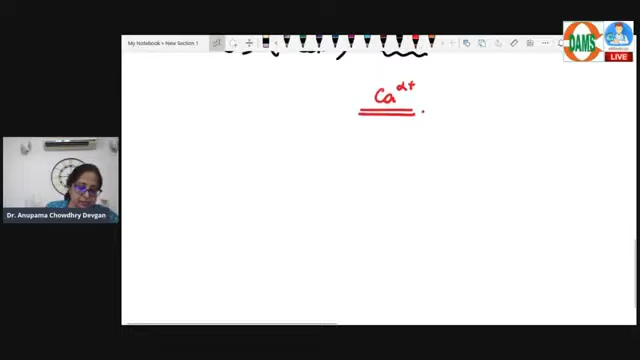 My Notebook > New Section 1
DAMS
LIVE
Ca²⁺
Dr. Anupama Chowdhry Devgan